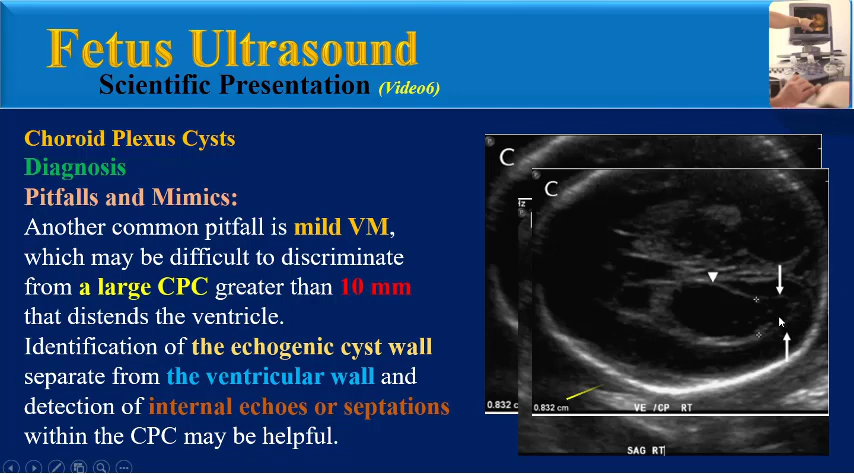 Fetus Ultrasound
Scientific Presentation (Video6)
Choroid Plexus Cysts
Diagnosis
Pitfalls and Mimics:
Another common pitfall is mild VM,
which may be difficult to discriminate
from a large CPC greater than 10 mm
that distends the ventricle.
Identification of the echogenic cyst wall
separate from the ventricular wall and
detection of internal echoes or septations
within the CPC may be helpful.
C
C
0.832 c
0.832 cm
VE /CP RT
SAG RT